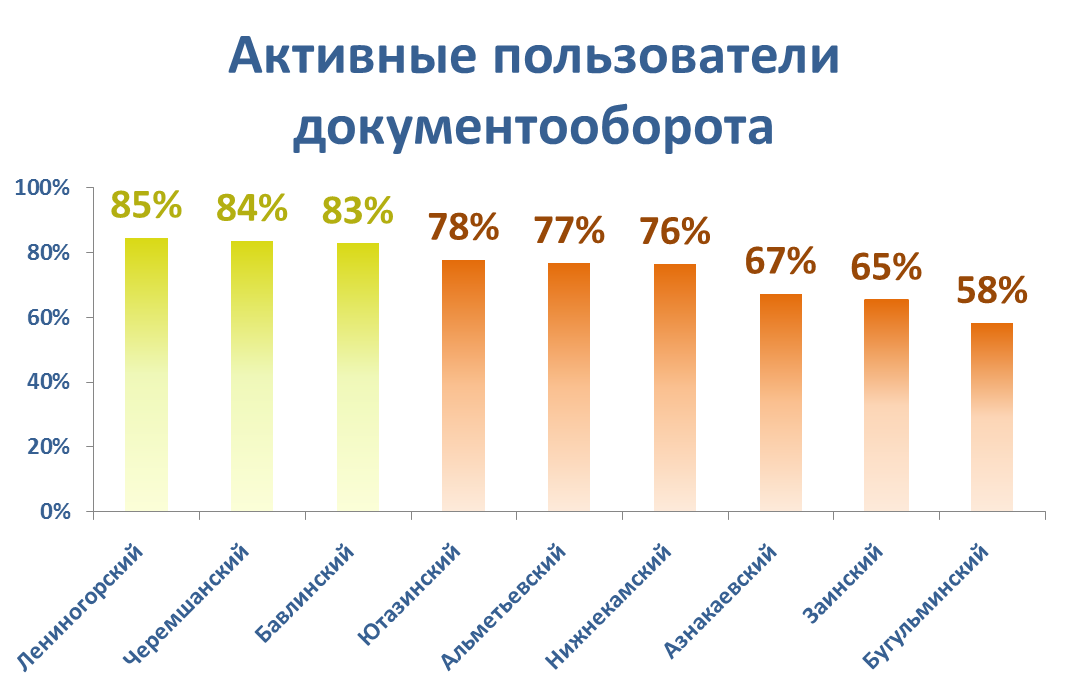 Активные пользователи
документооборота
100%
80%
60%
40%
20%
0%
85%
84%
83%
78%
77%
76%
67%
65%
58%
Лениногорский
Черемшанский
Бавлинский
Ютазинский
Альметьевский
Нижнекамский
Азнакаевский
Заинский
Бугульминский